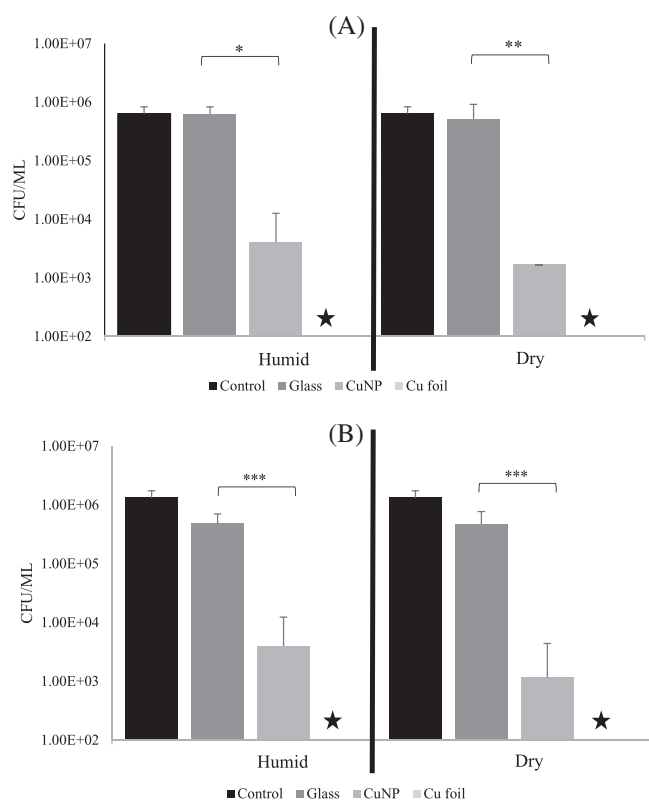 (A)
1.00E+07
1.00E+06
1.00E+05
1.00E+04
1.00E+03
1.00E+02
CFU/ML
*
**
★
★
Humid
Dry
Control Glass CuNP Cu foil
(B)
1.00E+07
1.00E+06
1.00E+05
1.00E+04
1.00E+03
1.00E+02
CFU/ML
***
***
★
★
Humid
Dry
Control Glass CuNP Cu foil